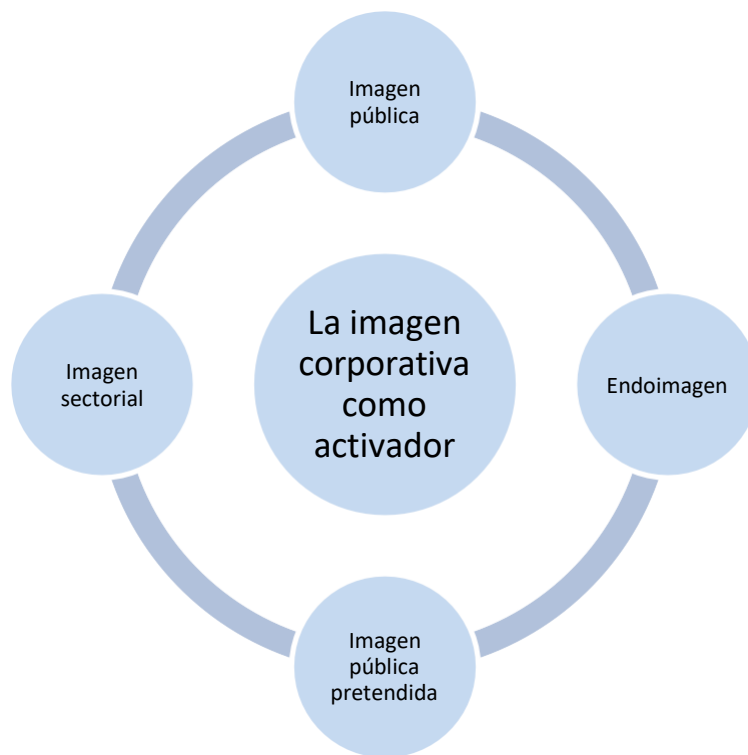 Imagen
pública
La imagen
corporativa
como
activador
Imagen
sectorial
Endoimagen
Imagen
pública
pretendida